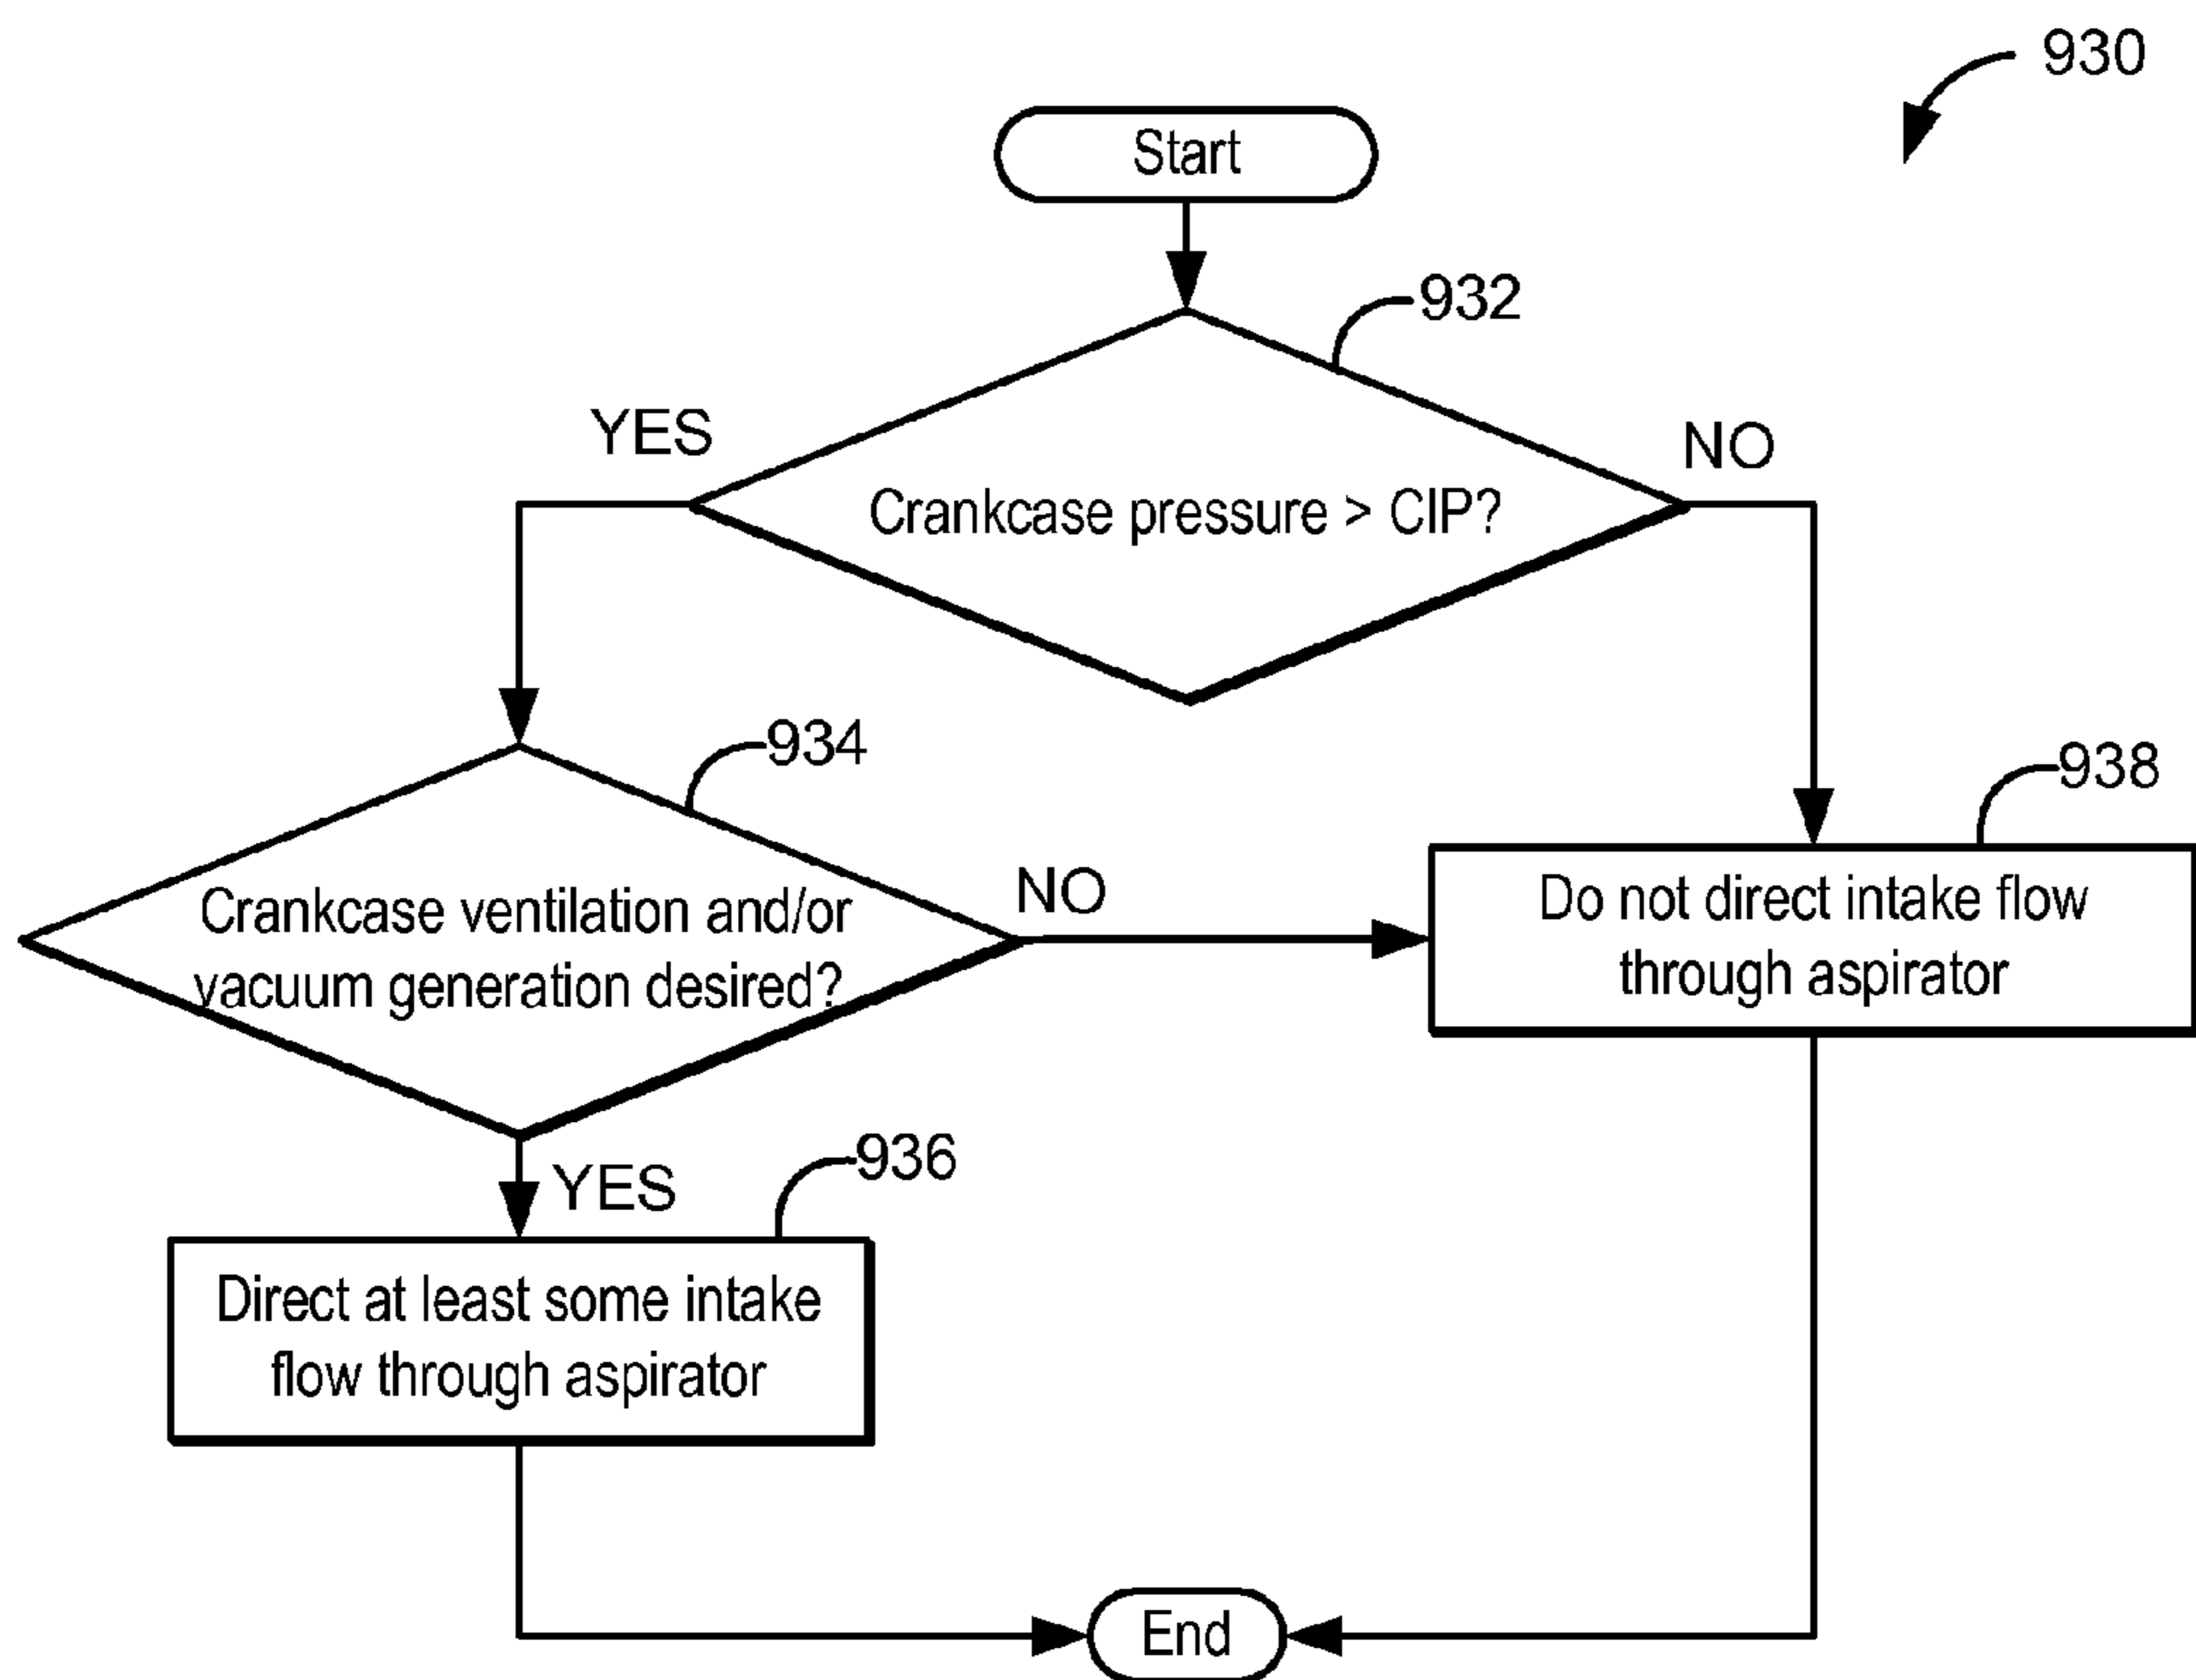 930
Start
932
YES
NO
Crankcase pressure > CIP?
934
938
NO
Crankcase ventilation and/or
vacuum generation desired?
Do not direct intake flow
through aspirator
936
YES
Direct at least some intake
flow through aspirator
End